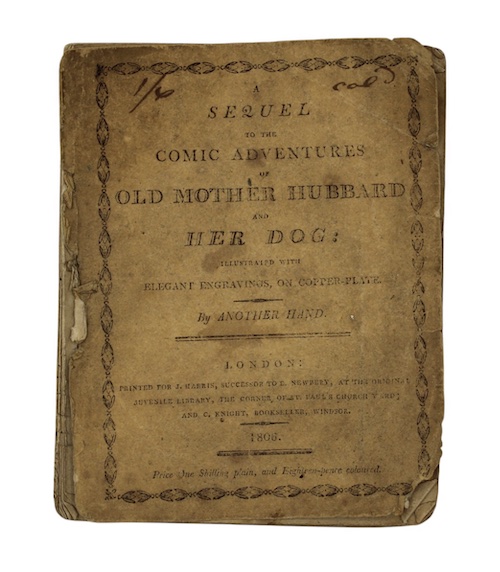 1/6 col^d
A
SEQUEL
TO THE
COMIC ADVENTURES
OF
OLD MOTHER HUBBARD
AND
HER DOG:
ILLUSTRATED WITH
ELEGANT ENGRAVINGS, ON COPPER-PLATE.
By ANOTHER HAND.
LONDON:
PRINTED FOR J. HARRIS, SUCCESSOR TO E. NEWBERY, AT THE ORIGINAL
JUVENILE LIBRARY, THE CORNER OF ST. PAUL'S CHURCH YARD;
AND C. KNIGHT, BOOKSELLER, WINDSOR.
1806.
Price One Shilling plain, and Eighteen-pence coloured.